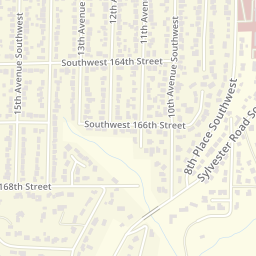 15th Avenue Southwest
13th Avenue
12th
11th Aven
10th Avenue Southwest
Southwest 164th Street
Southwest 166th Street
168th Street
8th Place Southwest
Sylvester Road So